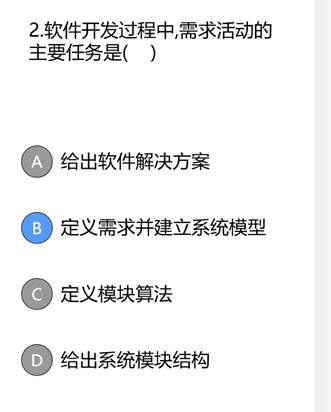 2.软件开发过程中,需求活动的
主要任务是(    )
A 给出软件解决方案
B 定义需求并建立系统模型
C 定义模块算法
D 给出系统模块结构